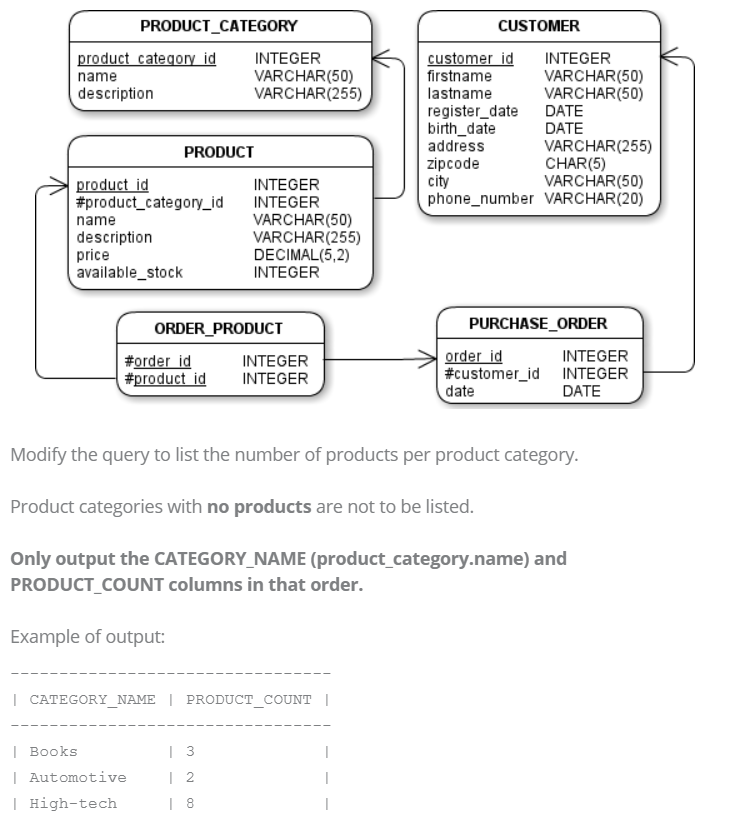 PRODUCT_CATEGORY
product_category_id INTEGER
name VARCHAR(50)
description VARCHAR(255)
CUSTOMER
customer_id INTEGER
firstname VARCHAR(50)
lastname VARCHAR(50)
register_date DATE
birth_date DATE
address VARCHAR(255)
zipcode CHAR(5)
city VARCHAR(50)
phone_number VARCHAR(20)
PRODUCT
product_id INTEGER
#product_category_id INTEGER
name VARCHAR(50)
description VARCHAR(255)
price DECIMAL(5,2)
available_stock INTEGER
ORDER_PRODUCT
#order_id INTEGER
#product_id INTEGER
PURCHASE_ORDER
order_id INTEGER
#customer_id INTEGER
date DATE
Modify the query to list the number of products per product category.
Product categories with no products are not to be listed.
Only output the CATEGORY_NAME (product_category.name) and
PRODUCT_COUNT columns in that order.
Example of output:
---------------------------------
| CATEGORY_NAME | PRODUCT_COUNT |
---------------------------------
| Books | 3 |
| Automotive | 2 |
| High-tech | 8 |